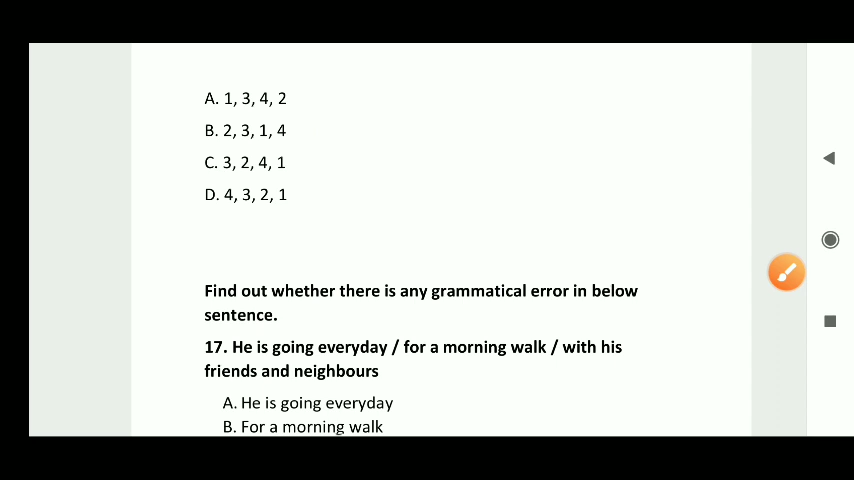 A. 1, 3, 4, 2
B. 2, 3, 1, 4
C. 3, 2, 4, 1
D. 4, 3, 2, 1
Find out whether there is any grammatical error in below
sentence.
17. He is going everyday / for a morning walk / with his
friends and neighbours
A. He is going everyday
B. For a morning walk